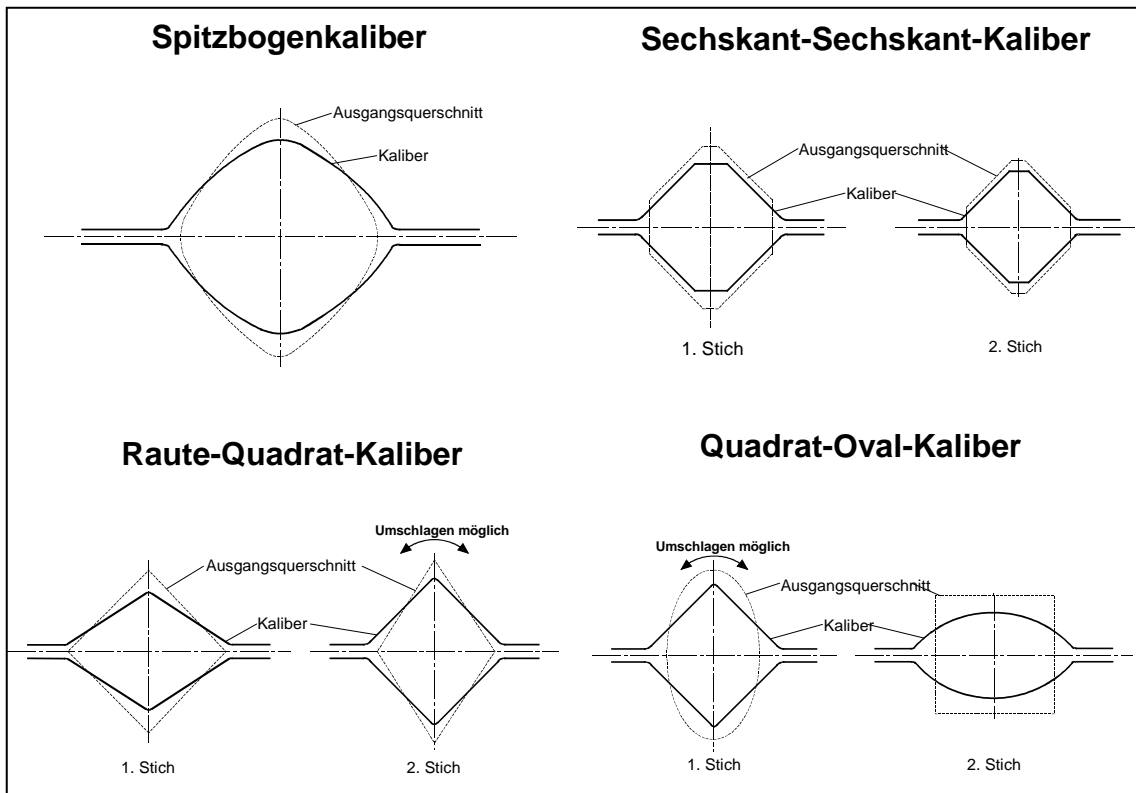 Spitzbogenkaliber
Ausgangsquerschnitt
Kaliber
Sechskant-Sechskant-Kaliber
Ausgangsquerschnitt
Kaliber
1. Stich
2. Stich
Raute-Quadrat-Kaliber
Umschlagen möglich
Ausgangsquerschnitt
Kaliber
1. Stich
2. Stich
Quadrat-Oval-Kaliber
Umschlagen möglich
Ausgangsquerschnitt
Kaliber
1. Stich
2. Stich